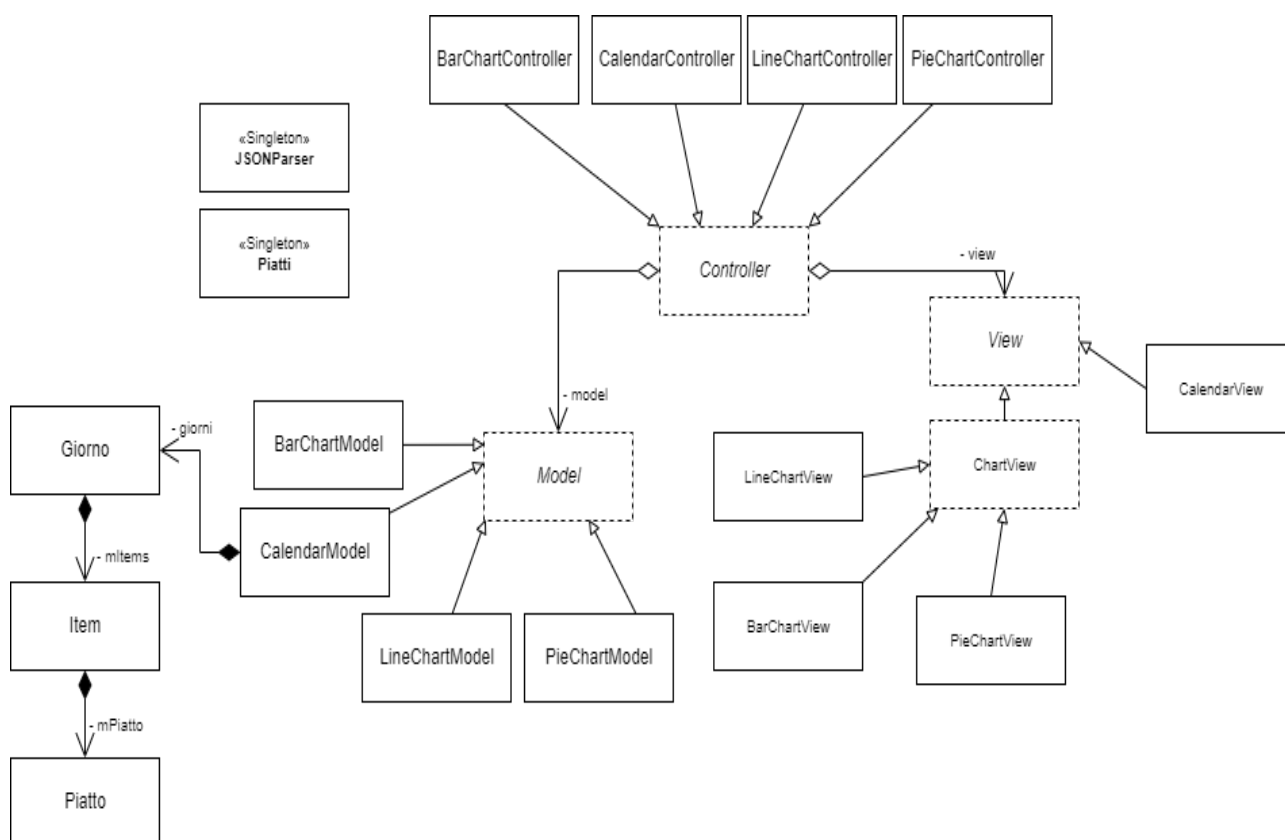 BarChartController
CalendarController
LineChartController
PieChartController
«Singleton»
JSONParser
«Singleton»
Piatti
Controller
- view
View
CalendarView
- model
- giorni
Giorno
BarChartModel
Model
LineChartView
ChartView
CalendarModel
- mItems
Item
LineChartModel
PieChartModel
BarChartView
PieChartView
- mPiatto
Piatto